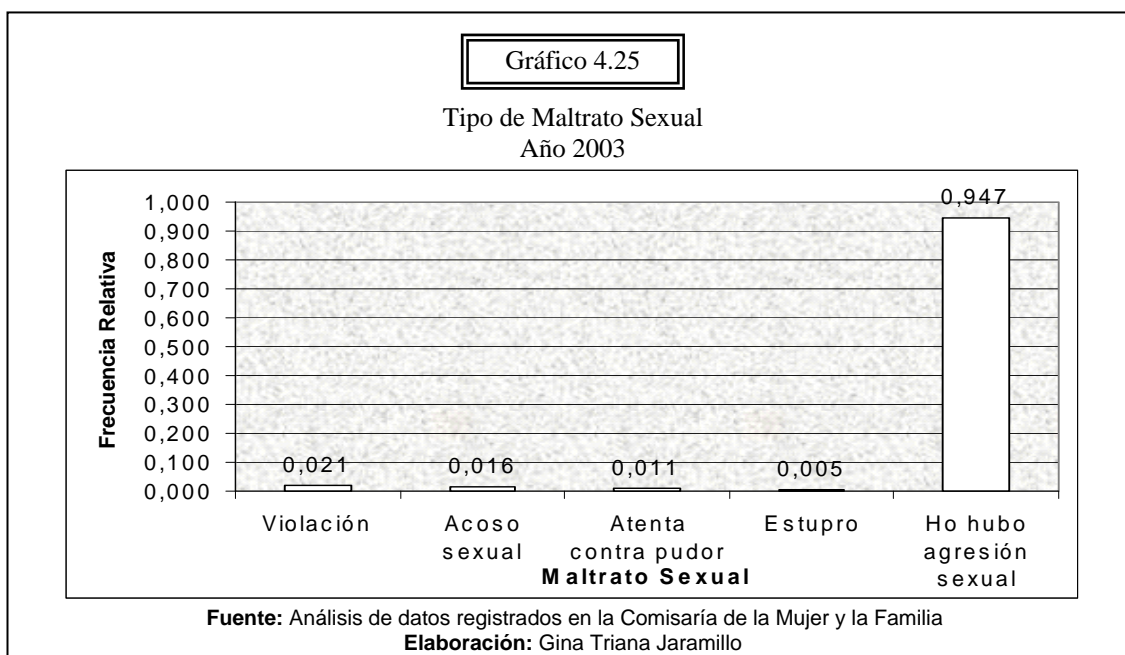 Gráfico 4.25
Tipo de Maltrato Sexual
Año 2003
Frecuencia Relativa
1,000
0,900
0,800
0,700
0,600
0,500
0,400
0,300
0,200
0,100
0,000
0,021
0,016
0,011
0,005
0,947
Violación
Acoso
sexual
Atenta
contra pudor
Estupro
Ho hubo
agresión
sexual
Maltrato Sexual
Fuente: Análisis de datos registrados en la Comisaría de la Mujer y la Familia
Elaboración: Gina Triana Jaramillo